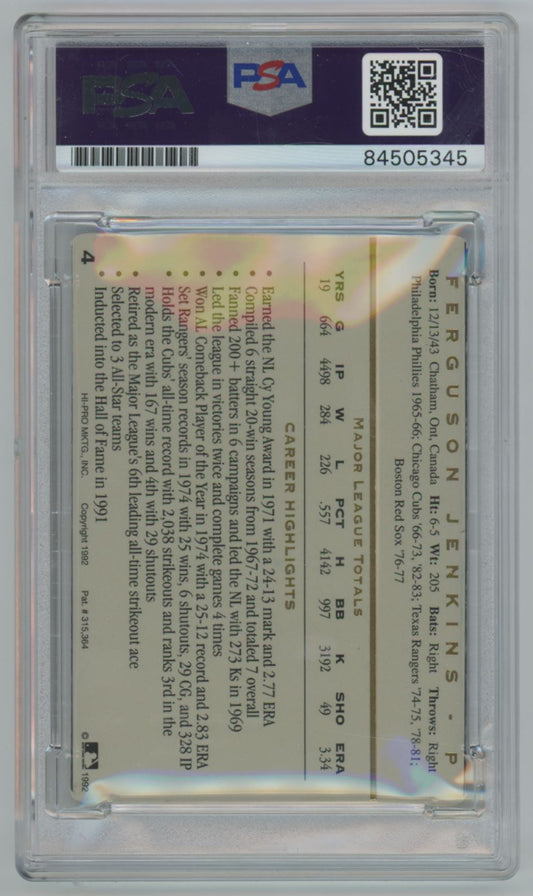 PSA
PSA
84505345
FERGUSON JENKINS - P
Born: 12/13/43 Chatham, Ont, Canada Ht: 6-5 Wt: 205 Bats: Right Throws: Right
Philadelphia Phillies 1965-66; Chicago Cubs '66-73, '82-83; Texas Rangers '74-75, '78-81;
Boston Red Sox '76-77
MAJOR LEAGUE TOTALS
YRS G IP W L PCT H BB K SHO ERA
19 664 4498 284 226 .557 4142 997 3192 49 3.34
CAREER HIGHLIGHTS
• Earned the NL Cy Young Award in 1971 with a 24-13 mark and 2.77 ERA
• Compiled 6 straight 20-win seasons from 1967-72 and totaled 7 overall
• Fanned 200+ batters in 6 campaigns and led the NL with 273 Ks in 1969
• Led the league in victories twice and complete games 4 times
• Won AL Comeback Player of the Year in 1974 with a 25-12 record and 2.83 ERA
• Set Rangers' season records in 1974 with 25 wins, 6 shutouts, 29 CG, and 328 IP
• Holds the Cubs' all-time record with 2,038 strikeouts and ranks 3rd in the
modern era with 167 wins and 4th with 29 shutouts
• Retired as the Major League's 6th leading all-time strikeout ace
• Selected to 3 All-Star teams
• Inducted into the Hall of Fame in 1991
4 HI-PRO MKTG., INC. Copyright 1992 Pat. # 315,364 © 1992